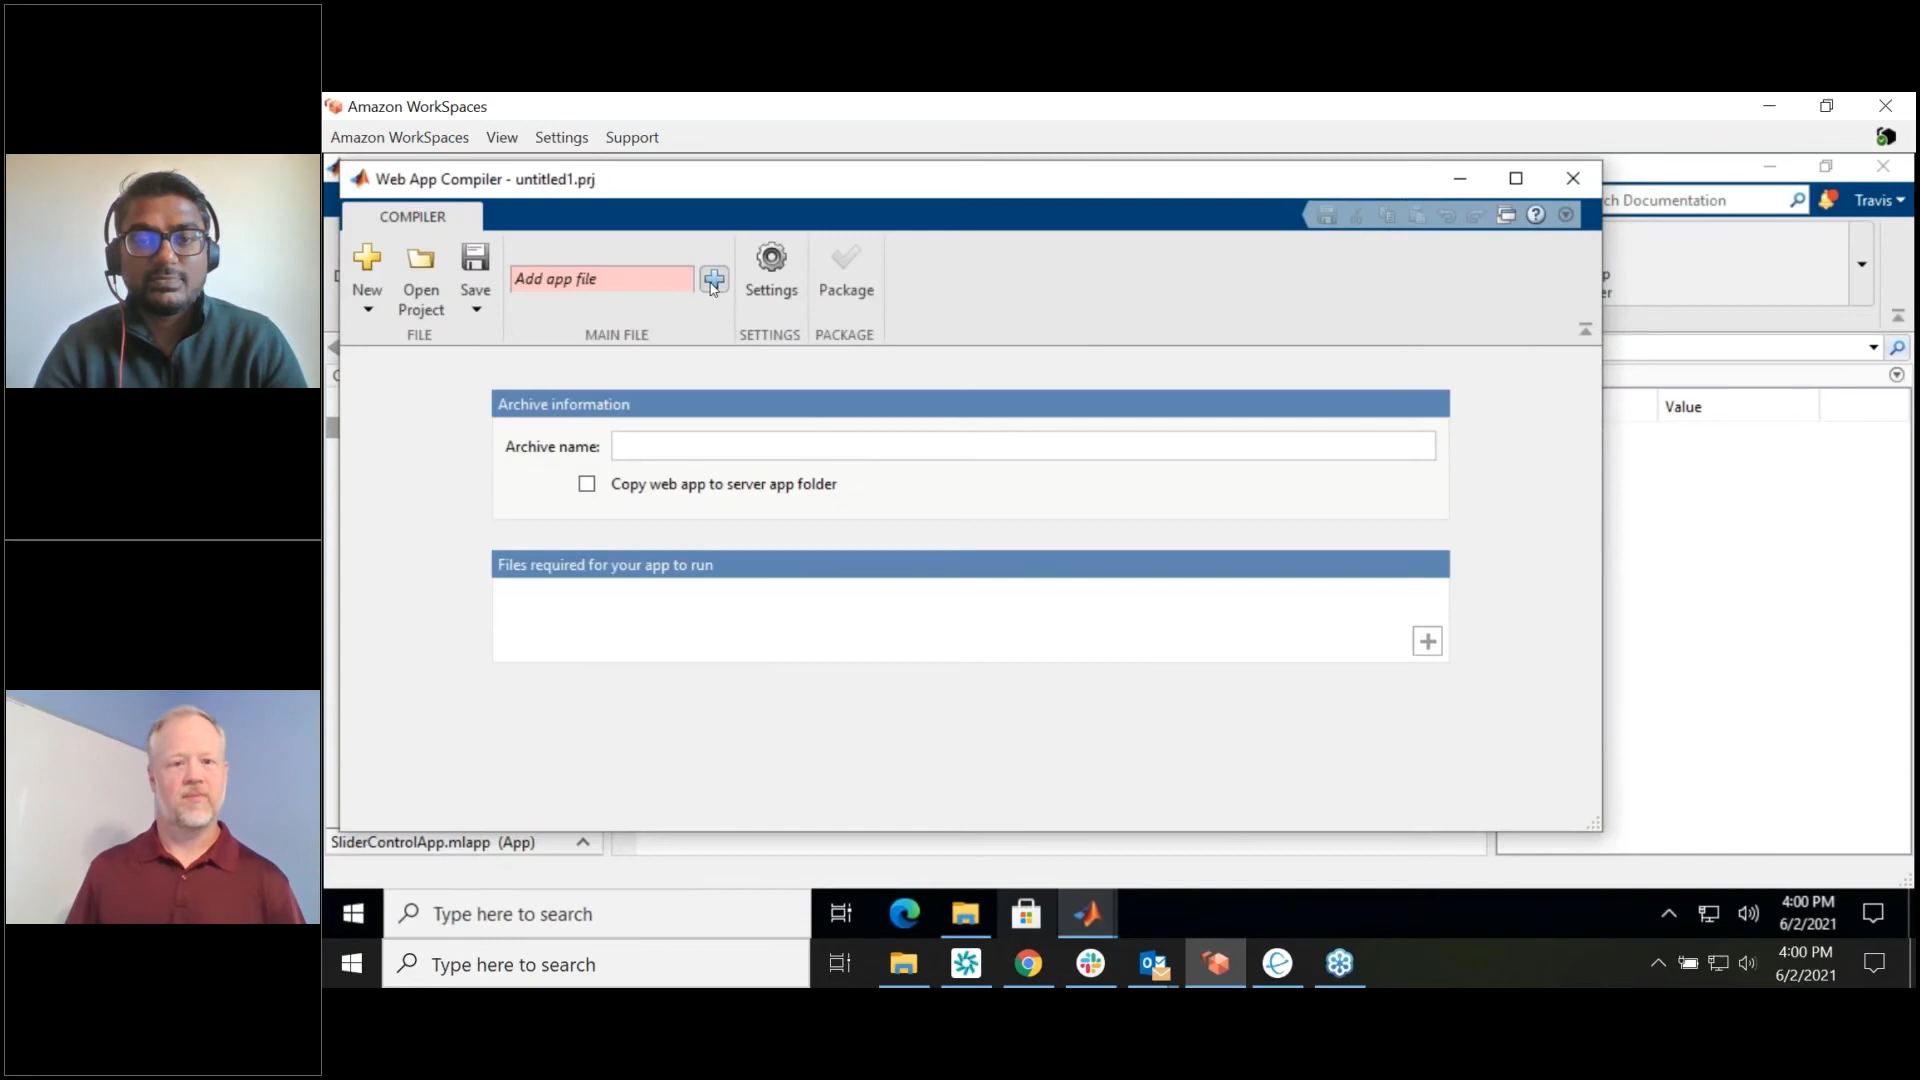 Amazon WorkSpaces
Amazon WorkSpaces View Settings Support
Web App Compiler - untitled1.prj
ch Documentation
Travis
COMPILER
Add app file
New
Open
Project
Save
Settings
Package
FILE
MAIN FILE
SETTINGS
PACKAGE
p
er
Archive information
Archive name:
Copy web app to server app folder
Files required for your app to run
Value
SliderControlApp.mlapp (App)
Type here to search
4:00 PM
6/2/2021
Type here to search
4:00 PM
6/2/2021